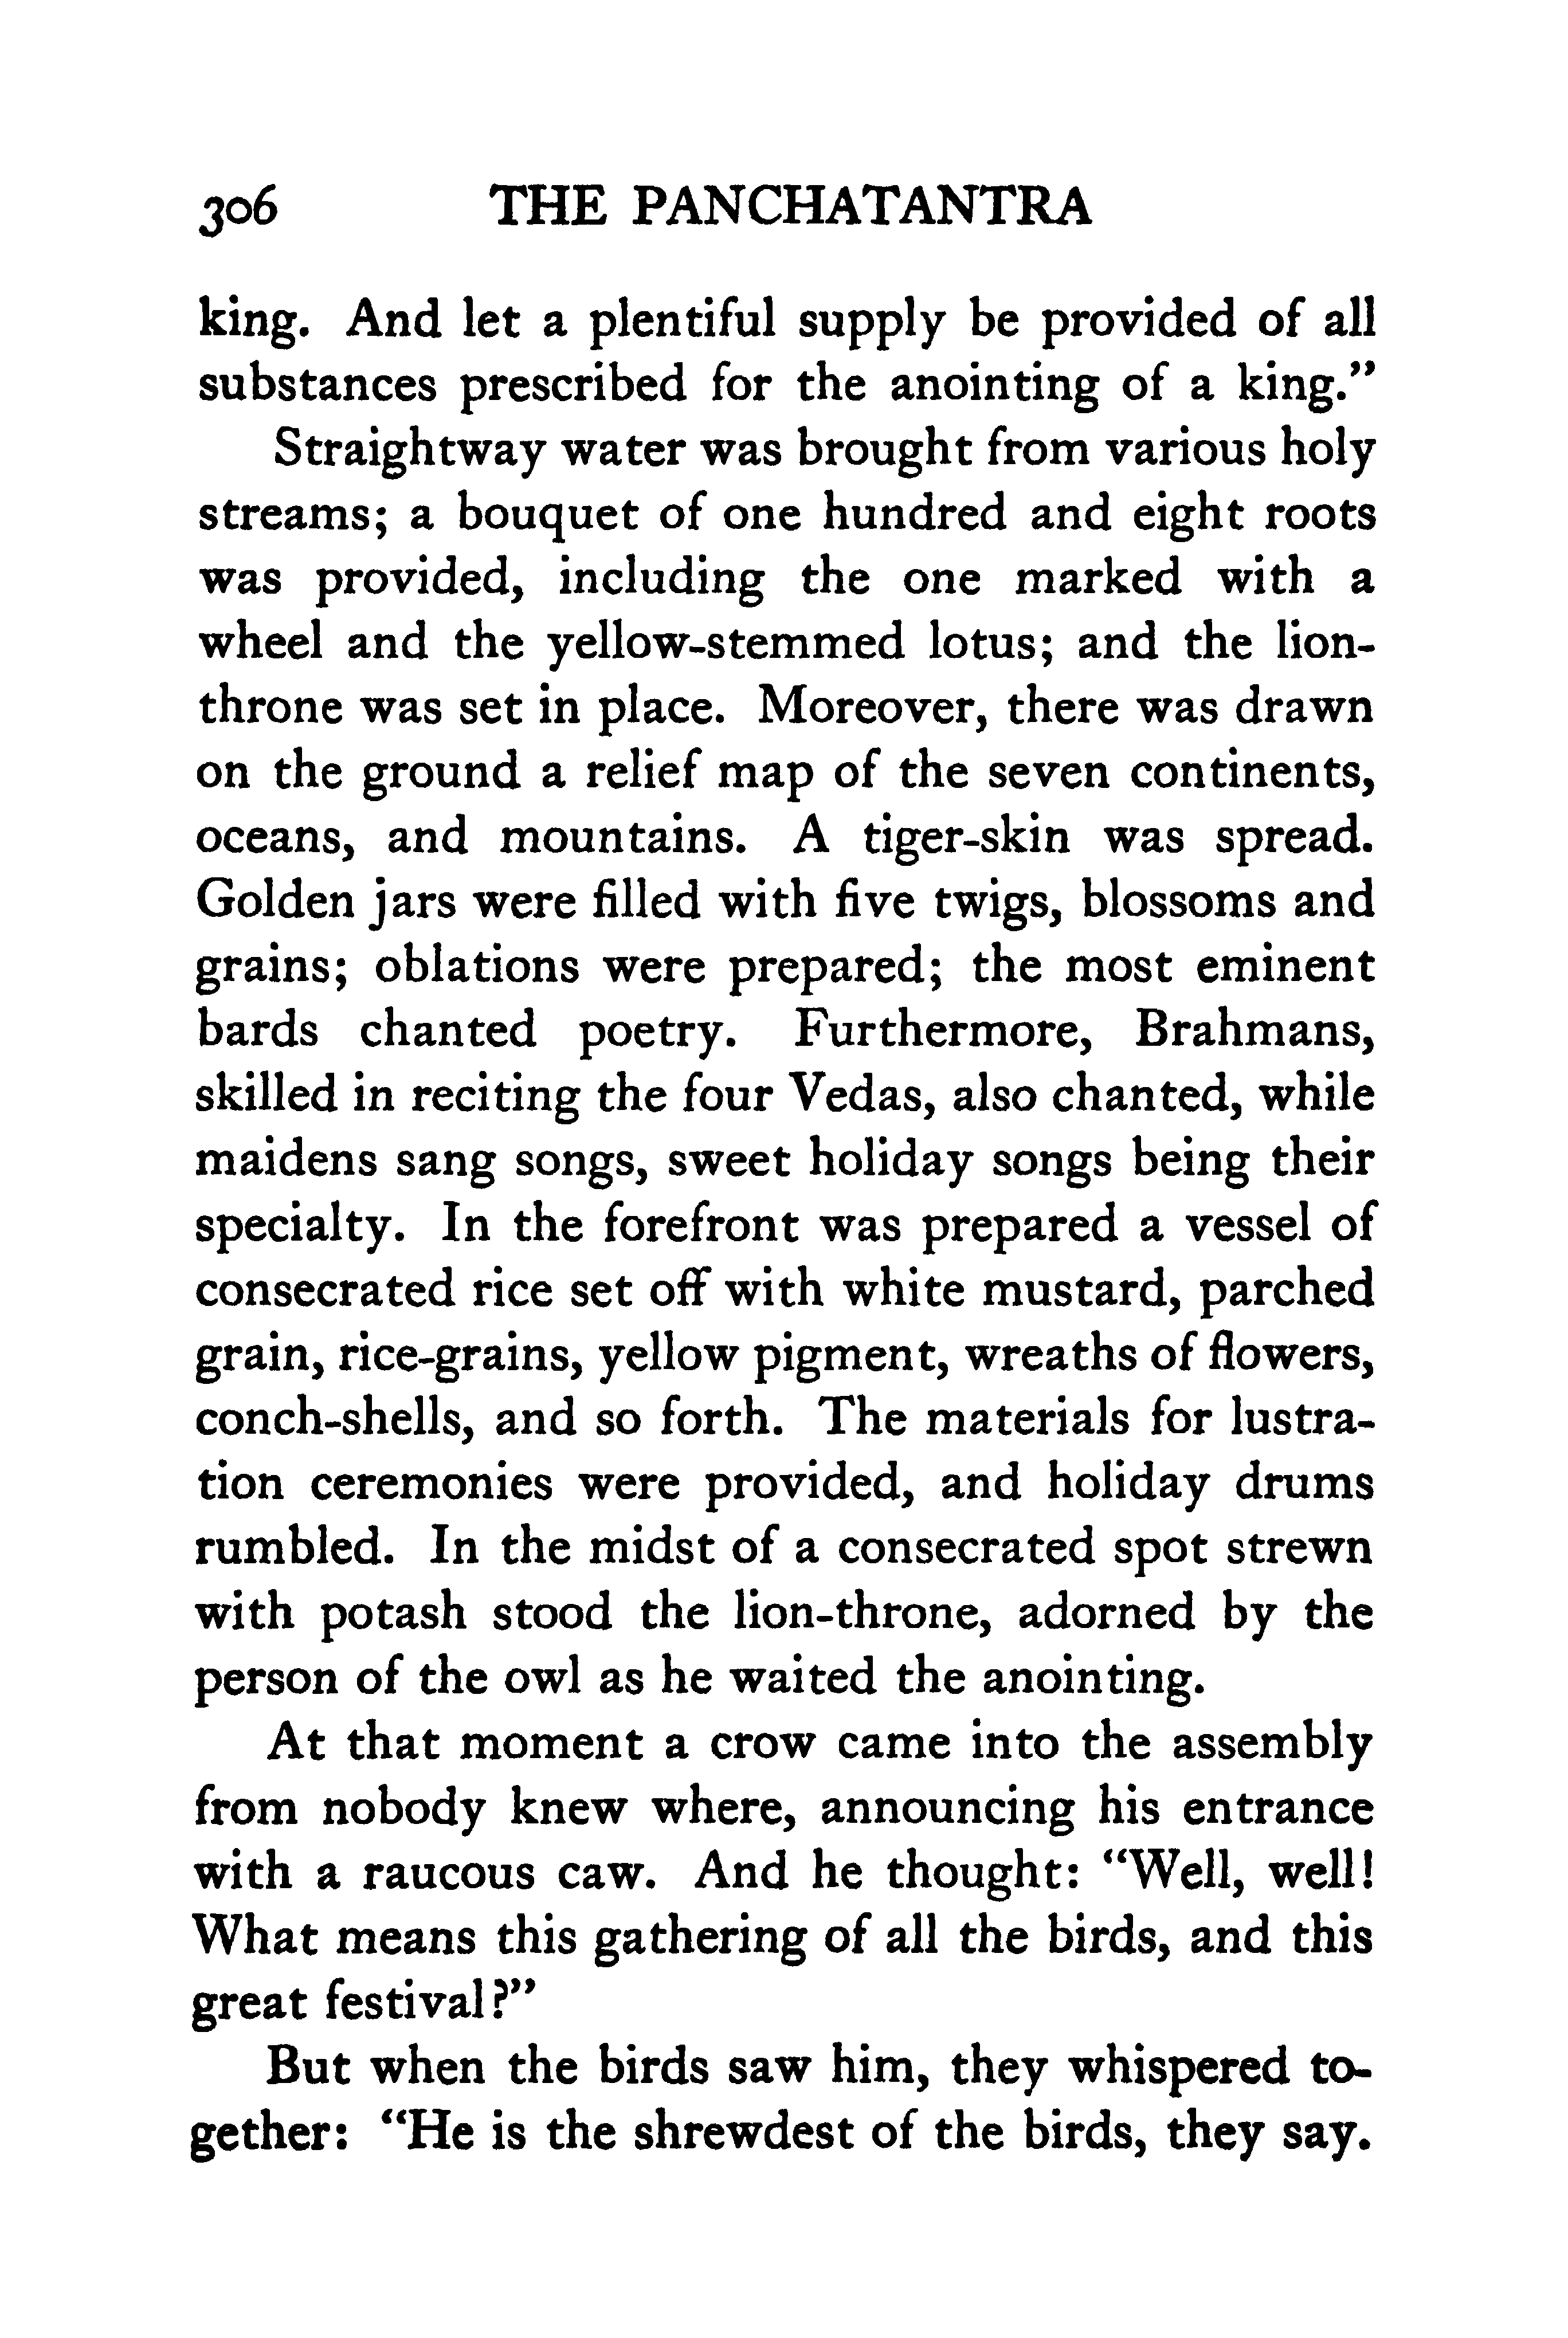 306 THE PANCHATANTRA
king. And let a plentiful supply be provided of all
substances prescribed for the anointing of a king.”
Straightway water was brought from various holy
streams; a bouquet of one hundred and eight roots
was provided, including the one marked with a
wheel and the yellow-stemmed lotus; and the lion-
throne was set in place. Moreover, there was drawn
on the ground a relief map of the seven continents,
oceans, and mountains. A tiger-skin was spread.
Golden jars were filled with five twigs, blossoms and
grains; oblations were prepared; the most eminent
bards chanted poetry. Furthermore, Brahmans,
skilled in reciting the four Vedas, also chanted, while
maidens sang songs, sweet holiday songs being their
specialty. In the forefront was prepared a vessel of
consecrated rice set off with white mustard, parched
grain, rice-grains, yellow pigment, wreaths of flowers,
conch-shells, and so forth. The materials for lustra-
tion ceremonies were provided, and holiday drums
rumbled. In the midst of a consecrated spot strewn
with potash stood the lion-throne, adorned by the
person of the owl as he waited the anointing.
At that moment a crow came into the assembly
from nobody knew where, announcing his entrance
with a raucous caw. And he thought: “Well, well!
What means this gathering of all the birds, and this
great festival?”
But when the birds saw him, they whispered to-
gether: “He is the shrewdest of the birds, they say.